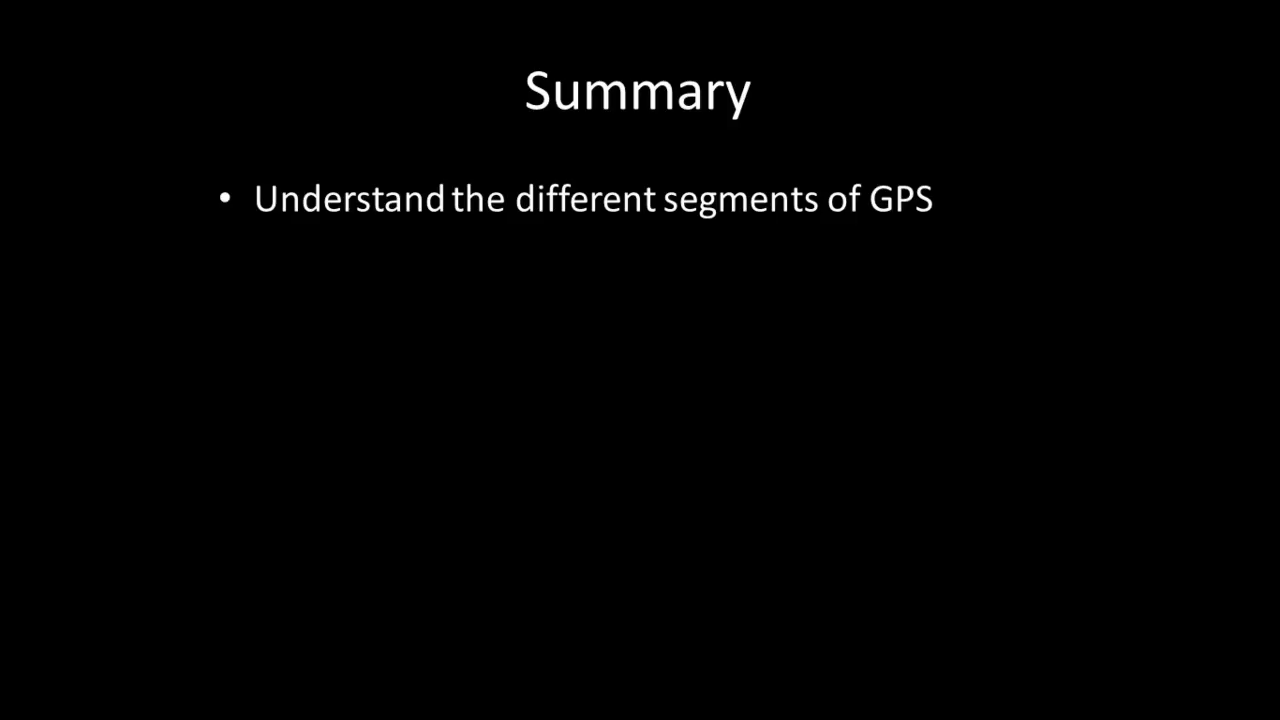 Summary
• Understand the different segments of GPS